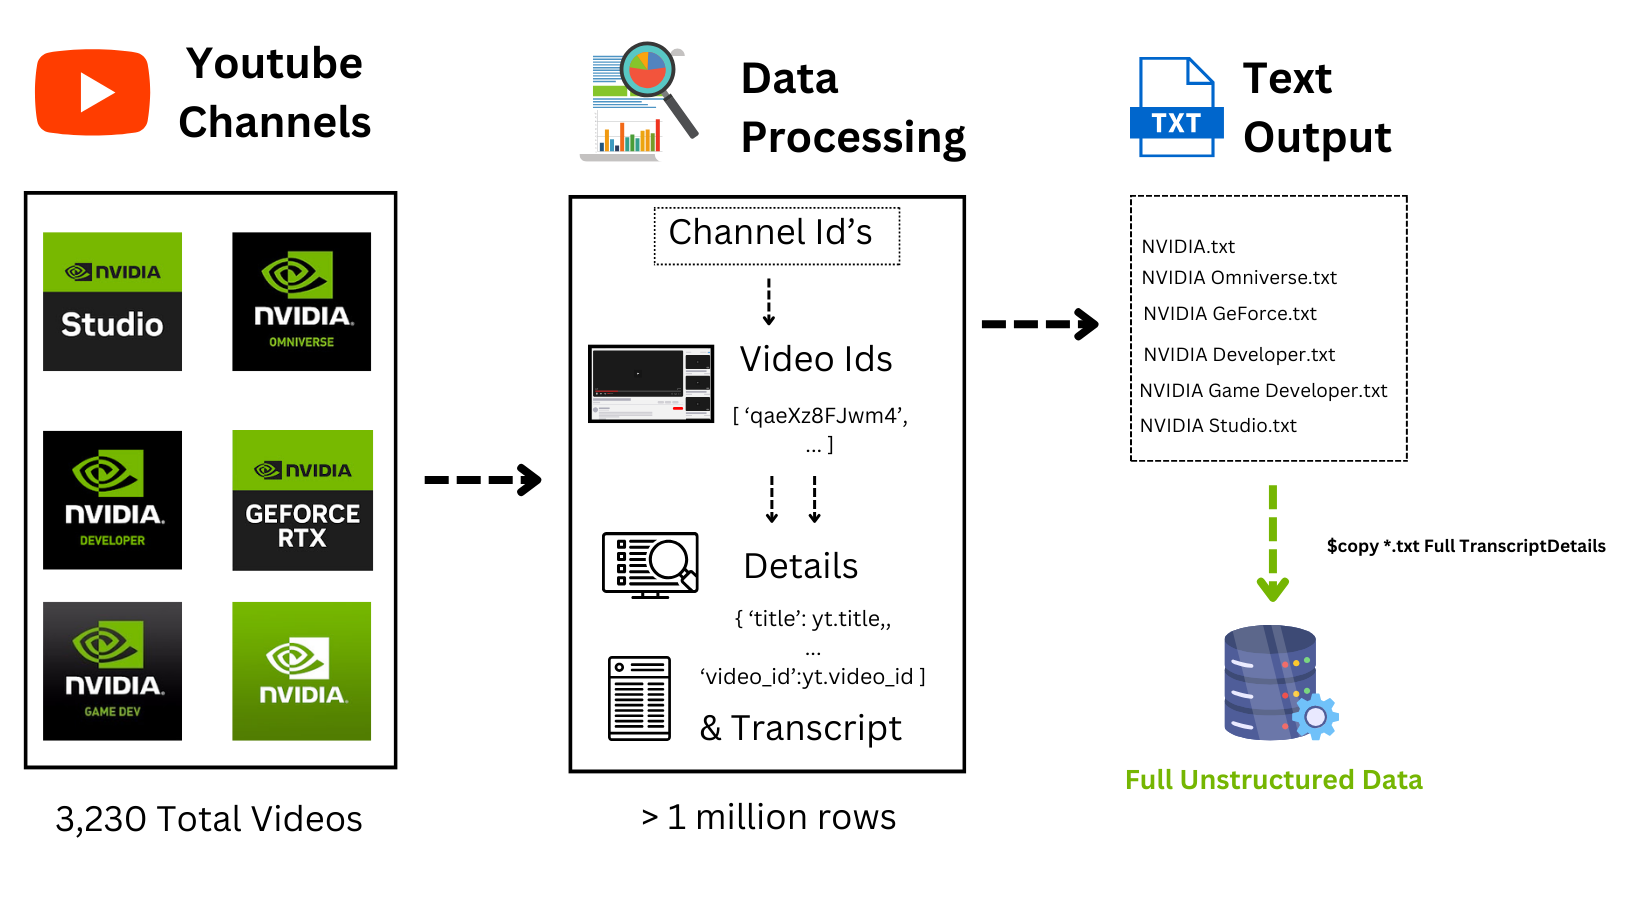 Youtube
Channels
NVIDIA
Studio
NVIDIA.
OMNIVERSE
NVIDIA.
DEVELOPER
NVIDIA
GEFORCE
RTX
NVIDIA.
GAME DEV
NVIDIA.
3,230 Total Videos
Data
Processing
Channel Id’s
Video Ids
[ ‘qaeXz8FJwm4’,
... ]
Details
{ ‘title’: yt.title,,
...
‘video_id’:yt.video_id ]
& Transcript
> 1 million rows
TXT
Text
Output
NVIDIA.txt
NVIDIA Omniverse.txt
NVIDIA GeForce.txt
NVIDIA Developer.txt
NVIDIA Game Developer.txt
NVIDIA Studio.txt
$copy *.txt Full TranscriptDetails
Full Unstructured Data